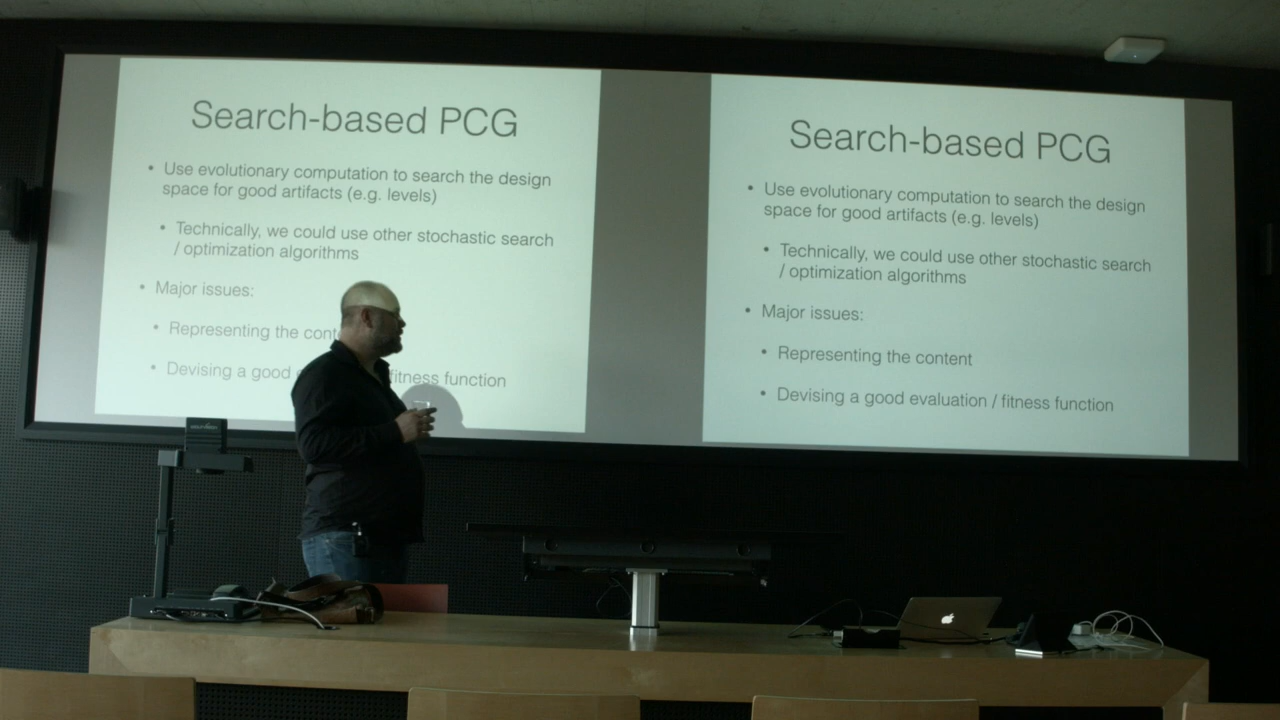 Search-based PCG
• Use evolutionary computation to search the design
space for good artifacts (e.g. levels)
• Technically, we could use other stochastic search
/ optimization algorithms
• Major issues:
• Representing the cont
• Devising a good fitness function
Search-based PCG
• Use evolutionary computation to search the design
space for good artifacts (e.g. levels)
• Technically, we could use other stochastic search
/ optimization algorithms
• Major issues:
• Representing the content
• Devising a good evaluation / fitness function